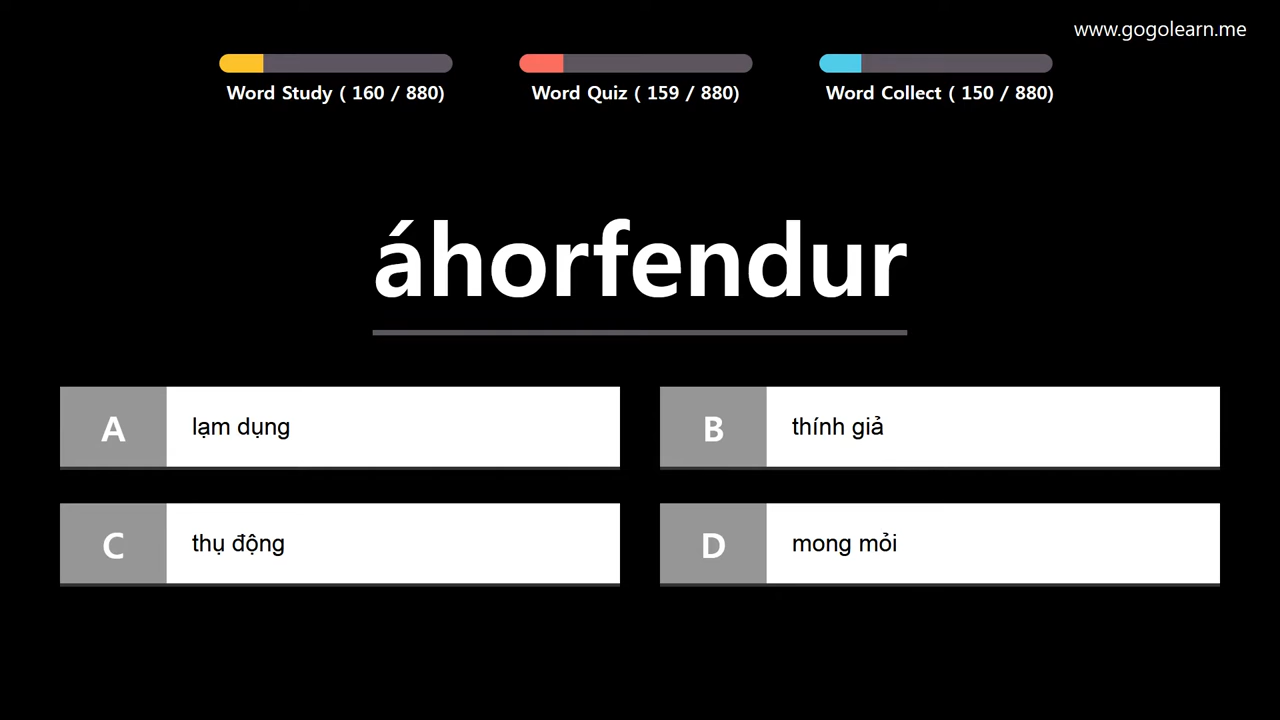 www.gogolearn.me
Word Study ( 160 / 880)
Word Quiz ( 159 / 880)
Word Collect ( 150 / 880)
áhorfendur
A lạm dụng
B thính giả
C thụ động
D mong mỏi